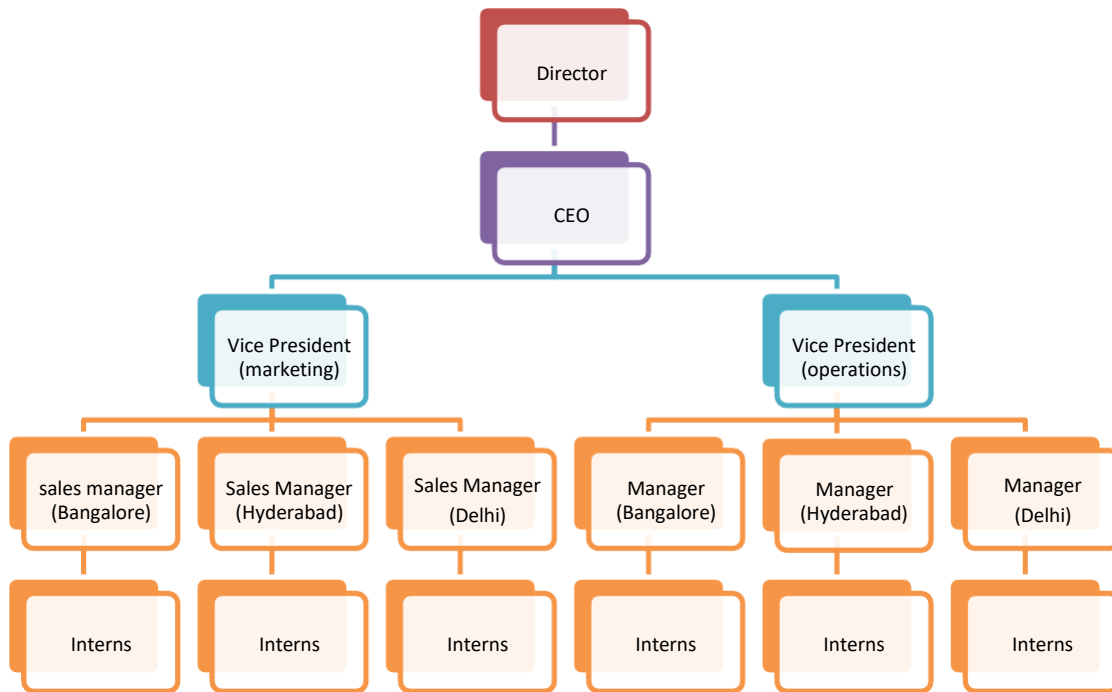 Director
CEO
Vice President
(marketing)
Vice President
(operations)
sales manager
(Bangalore)
Sales Manager
(Hyderabad)
Sales Manager
(Delhi)
Manager
(Bangalore)
Manager
(Hyderabad)
Manager
(Delhi)
Interns
Interns
Interns
Interns
Interns
Interns